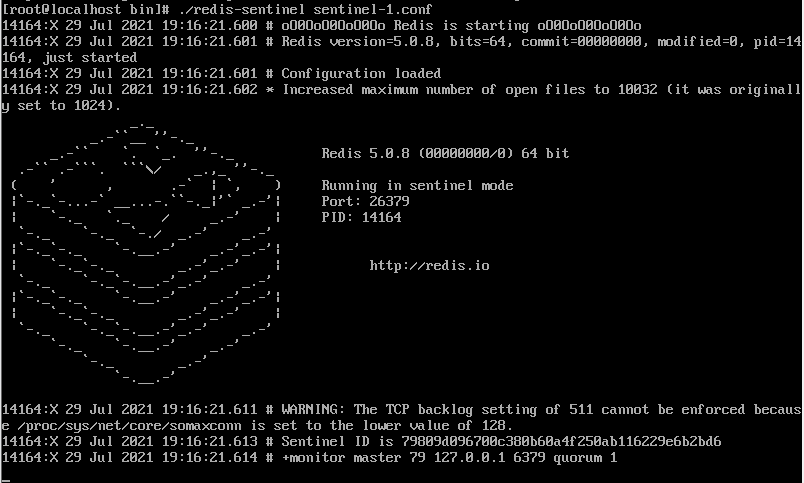 [root@localhost bin]# ./redis-sentinel sentinel-1.conf
14164:X 29 Jul 2021 19:16:21.600 # oO0OoO0OoO0Oo Redis is starting oO0OoO0OoO0Oo
14164:X 29 Jul 2021 19:16:21.601 # Redis version=5.0.8, bits=64, commit=00000000, modified=0, pid=14
164, just started
14164:X 29 Jul 2021 19:16:21.601 # Configuration loaded
14164:X 29 Jul 2021 19:16:21.602 * Increased maximum number of open files to 10032 (it was originall
y set to 1024).
Redis 5.0.8 (00000000/0) 64 bit
Running in sentinel mode
Port: 26379
PID: 14164
http://redis.io
14164:X 29 Jul 2021 19:16:21.611 # WARNING: The TCP backlog setting of 511 cannot be enforced becaus
e /proc/sys/net/core/somaxconn is set to the lower value of 128.
14164:X 29 Jul 2021 19:16:21.613 # Sentinel ID is 79809d096700c380b60a4f250ab116229e6b2bd6
14164:X 29 Jul 2021 19:16:21.614 # +monitor master 79 127.0.0.1 6379 quorum 1